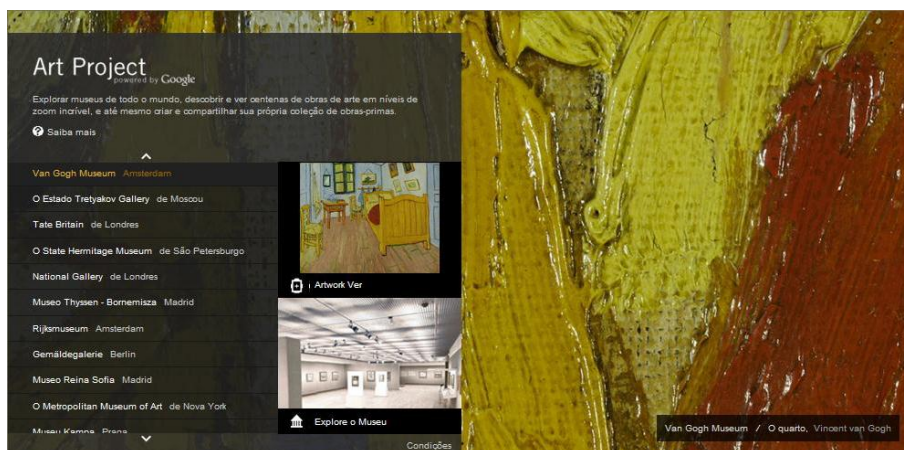 Art Project
powered by Google
Explorar museus de todo o mundo, descobrir e ver centenas de obras de arte em níveis de
zoom incrível, e até mesmo criar e compartilhar sua própria coleção de obras-primas.
? Saiba mais
Van Gogh Museum Amsterdam
O Estado Tretyakov Gallery de Moscou
Tate Britain de Londres
O State Hermitage Museum de São Petersburgo
National Gallery de Londres
Museo Thyssen - Bornemisza Madrid
Rijksmuseum Amsterdam
Gemäldegalerie Berlin
Museo Reina Sofia Madrid
O Metropolitan Museum of Art de Nova York
Museu Kampa Praga
Artwork Ver
Explore o Museu
Condições
Van Gogh Museum / O quarto, Vincent van Gogh